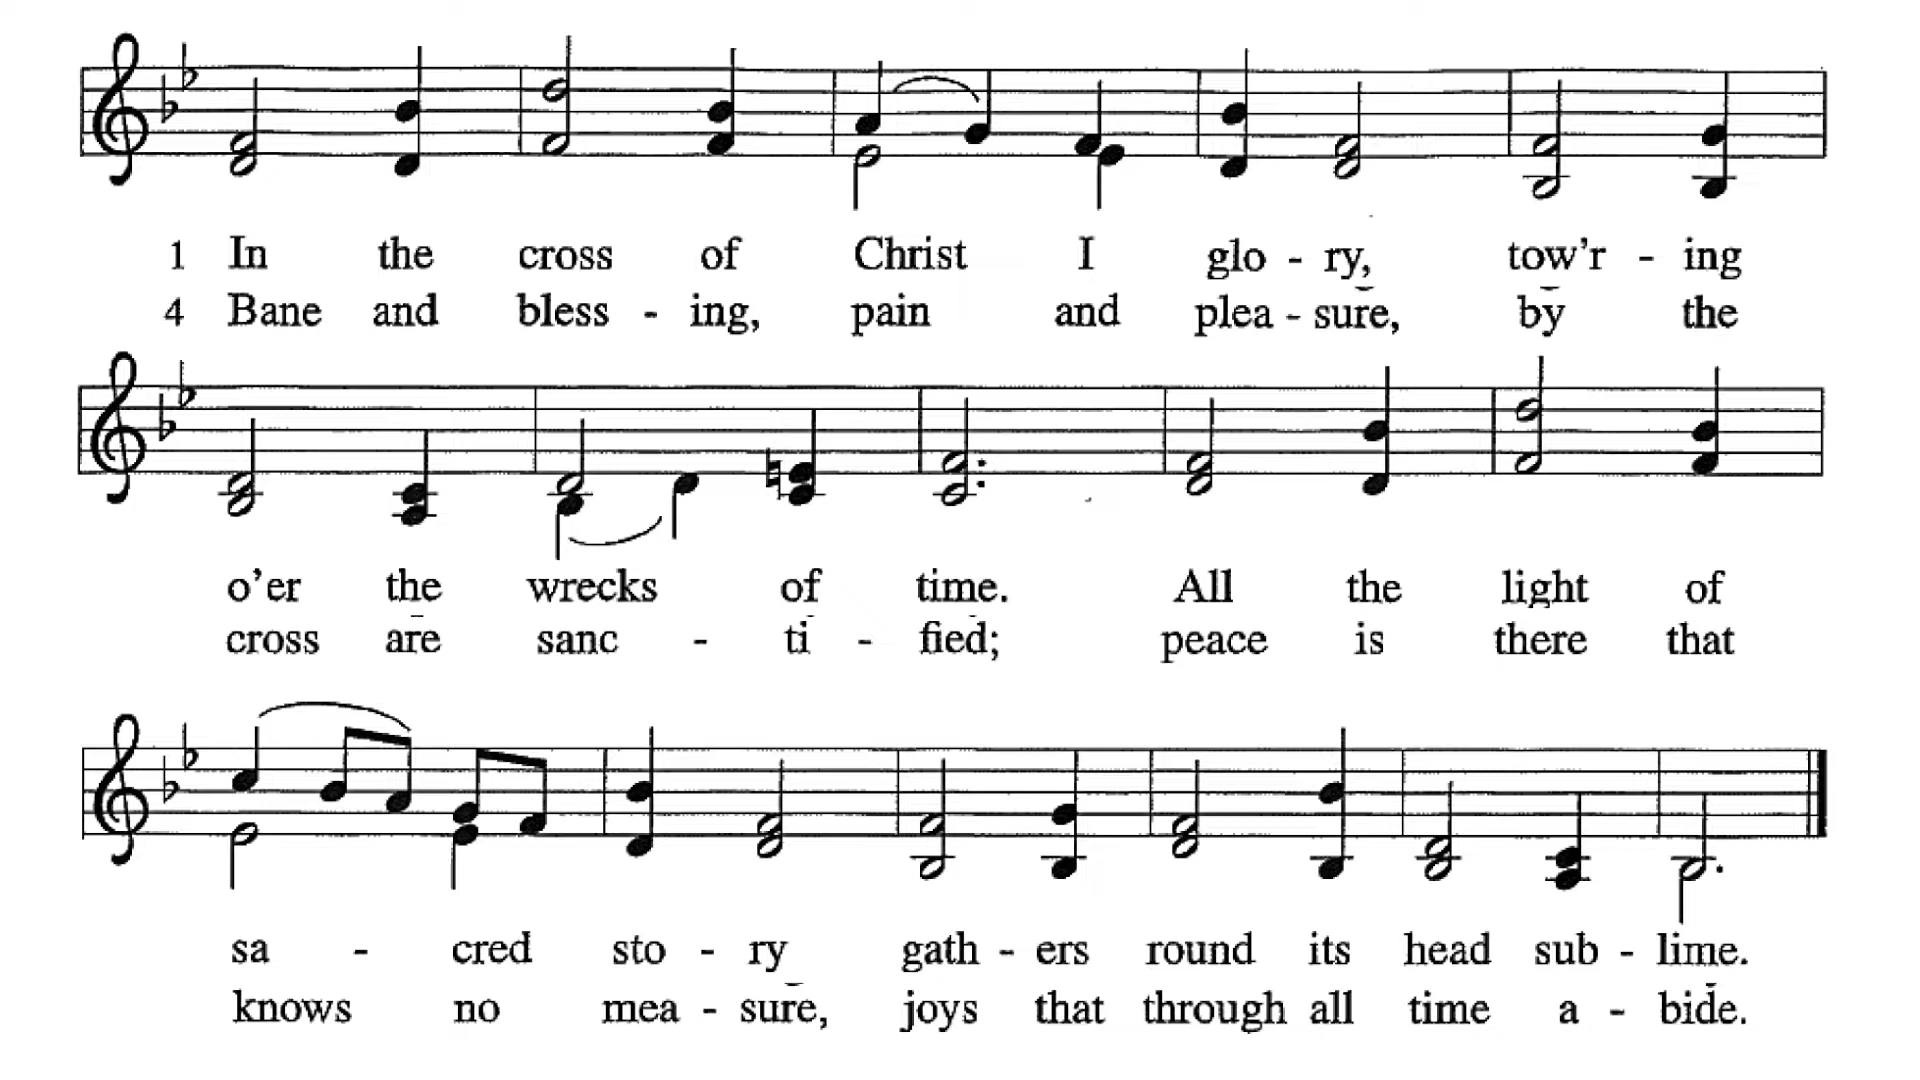 1 In the cross of Christ I glo - ry, tow'r - ing
4 Bane and bless - ing, pain and plea - sure, by the
o'er the wrecks of time. All the light of
cross are sanc - ti - fied; peace is there that
sa - cred sto - ry gath - ers round its head sub - lime.
knows no mea - sure, joys that through all time a - bide.